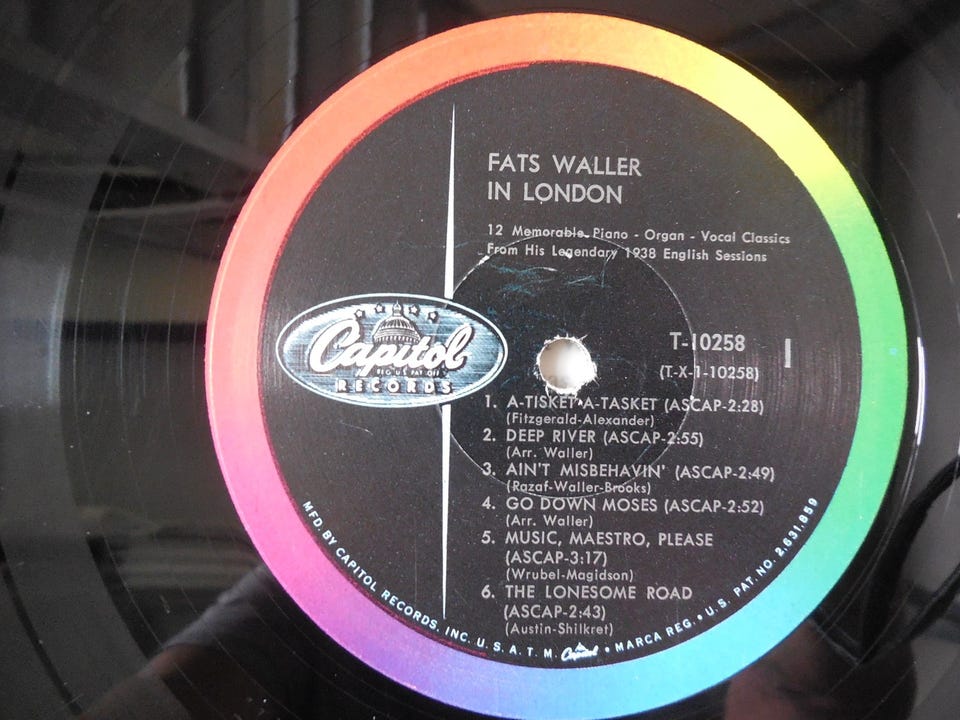 FATS WALLER
IN LONDON
12 Memorable Piano - Organ - Vocal Classics
From His Legendary 1938 English Sessions
Capitol
REG. U.S. PAT. OFF.
RECORDS
T-10258
(T-X-1-10258)
1
1. A-TISKET A-TASKET (ASCAP-2:28)
(Fitzgerald-Alexander)
2. DEEP RIVER (ASCAP-2:55)
(Arr. Waller)
3. AIN'T MISBEHAVIN' (ASCAP-2:49)
(Razaf-Waller-Brooks)
4. GO DOWN MOSES (ASCAP-2:52)
(Arr. Waller)
5. MUSIC, MAESTRO, PLEASE
(ASCAP-3:17)
(Wrubel-Magidson)
6. THE LONESOME ROAD
(ASCAP-2:43)
(Austin-Shilkret)
MFD. BY CAPITOL RECORDS, INC. U. S. A. T. M. Capitol • MARCA REG. • U. S. PAT. NO. 2,631,859